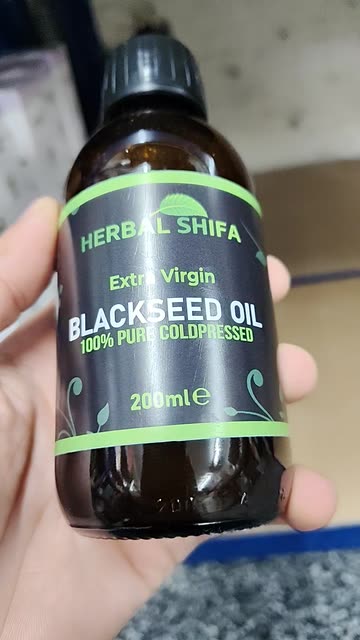 HERBAL SHIFA
Extra Virgin
BLACKSEED OIL
100% PURE COLDPRESSED
200ml℮